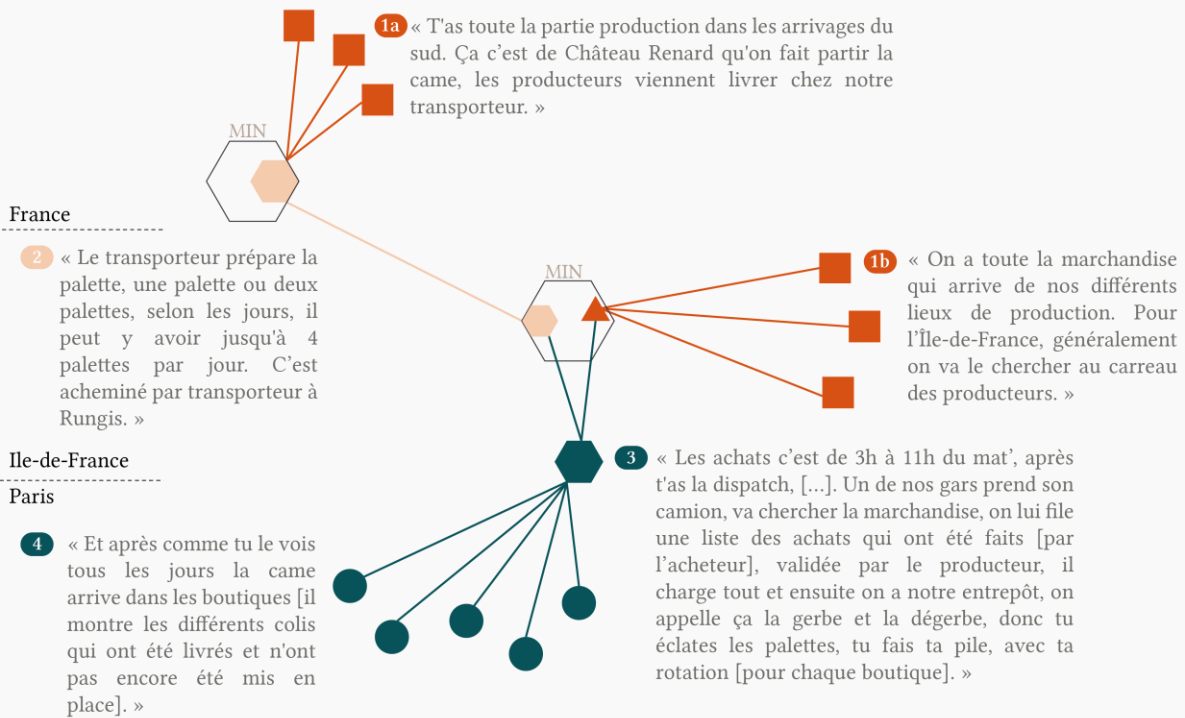 1a « T'as toute la partie production dans les arrivages du
sud. Ça c’est de Château Renard qu'on fait partir la
came, les producteurs viennent livrer chez notre
transporteur. »
MIN
France
2 « Le transporteur prépare la
palette, une palette ou deux
palettes, selon les jours, il
peut y avoir jusqu'à 4
palettes par jour. C’est
acheminé par transporteur à
Rungis. »
MIN
1b « On a toute la marchandise
qui arrive de nos différents
lieux de production. Pour
l’Île-de-France, généralement
on va le chercher au carreau
des producteurs. »
Ile-de-France
Paris
3 « Les achats c’est de 3h à 11h du mat’, après
t'as la dispatch, [...]. Un de nos gars prend son
camion, va chercher la marchandise, on lui file
une liste des achats qui ont été faits [par
l’acheteur], validée par le producteur, il
charge tout et ensuite on a notre entrepôt, on
appelle ça la gerbe et la dégerbe, donc tu
éclates les palettes, tu fais ta pile, avec ta
rotation [pour chaque boutique]. »
4 « Et après comme tu le vois
tous les jours la came
arrive dans les boutiques [il
montre les différents colis
qui ont été livrés et n'ont
pas encore été mis en
place]. »